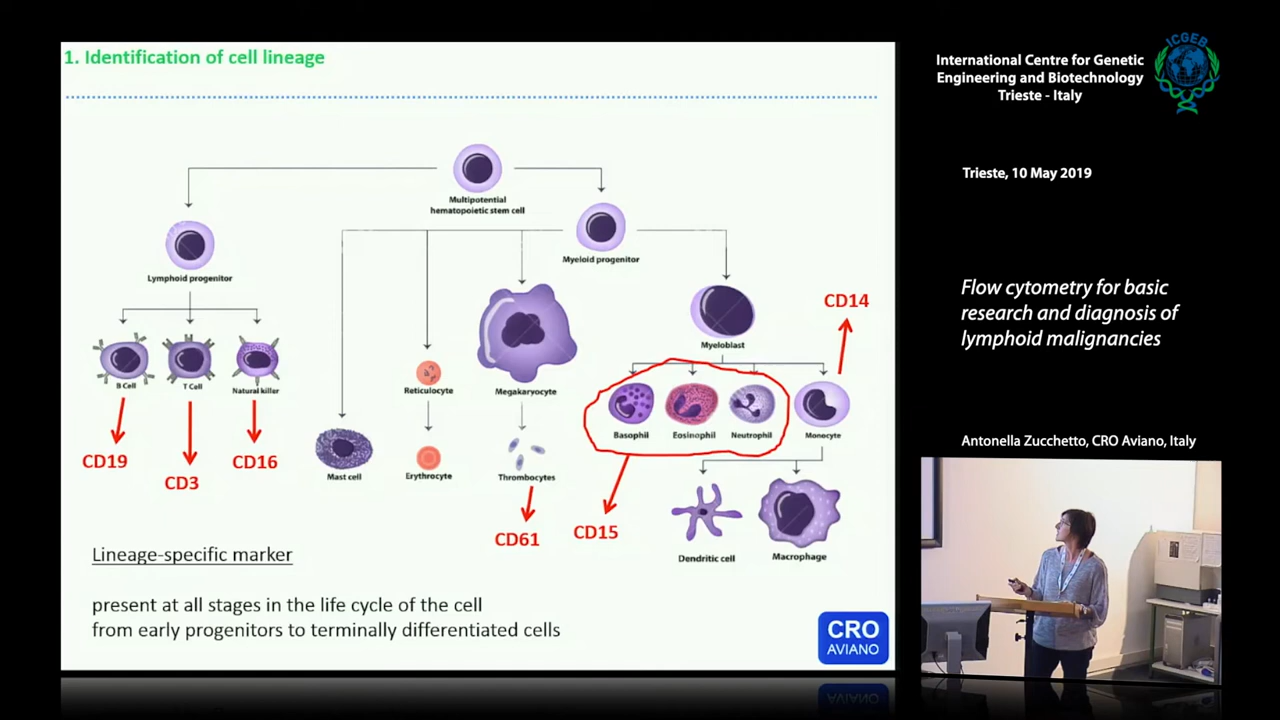 1. Identification of cell lineage
Multipotential
hematopoietic stem cell
Lymphoid progenitor
Myeloid progenitor
Myeloblast
CD14
B Cell
T Cell
Natural killer
Reticulocyte
Megakaryocyte
Basophil
Eosinophil
Neutrophil
Monocyte
CD19
CD3
CD16
Mast cell
Erythrocyte
Thrombocytes
CD61
CD15
Dendritic cell
Macrophage
Lineage-specific marker
present at all stages in the life cycle of the cell
from early progenitors to terminally differentiated cells
CRO
AVIANO
International Centre for Genetic
Engineering and Biotechnology
Trieste - Italy
ICGEB
Trieste, 10 May 2019
Flow cytometry for basic
research and diagnosis of
lymphoid malignancies
Antonella Zucchetto, CRO Aviano, Italy